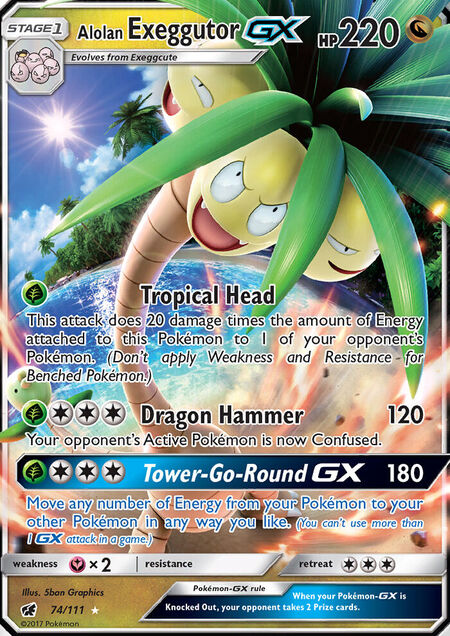 STAGE1 Alolan Exeggutor GX HP220
Evolves from Exeggcute
Tropical Head
This attack does 20 damage times the amount of Energy
attached to this Pokémon to 1 of your opponent's
Pokémon. (Don't apply Weakness and Resistance for
Benched Pokémon.)
Dragon Hammer 120
Your opponent's Active Pokémon is now Confused.
Tower-Go-Round GX 180
Move any number of Energy from your Pokémon to your
other Pokémon in any way you like. (You can't use more
than 1 GX attack in a game.)
weakness ×2 resistance retreat
Illus. 5ban Graphics
Pokémon-GX rule
When your Pokémon-GX is
Knocked Out, your opponent takes 2 Prize cards.
74/111
©2017 Pokémon